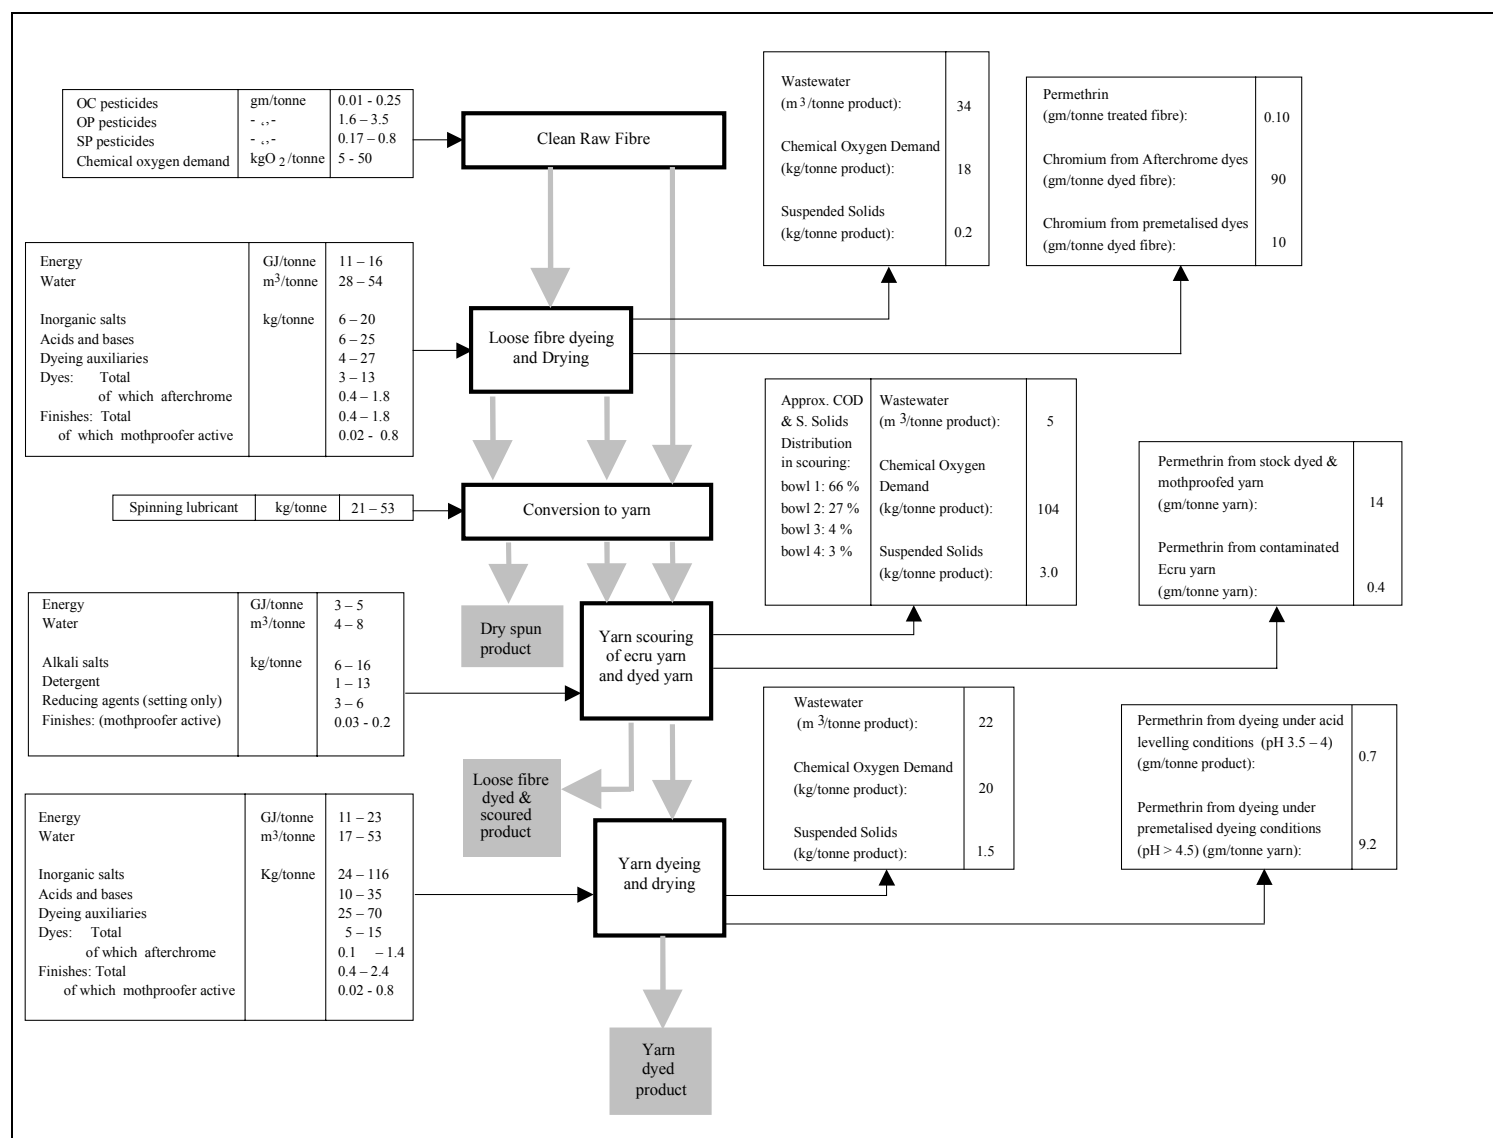 OC pesticides gm/tonne 0.01 - 0.25
OP pesticides - „- 1.6 – 3.5
SP pesticides - „- 0.17 – 0.8
Chemical oxygen demand kgO 2 /tonne 5 - 50
Clean Raw Fibre
Wastewater
(m 3/tonne product): 34
Chemical Oxygen Demand
(kg/tonne product): 18
Suspended Solids
(kg/tonne product): 0.2
Permethrin
(gm/tonne treated fibre): 0.10
Chromium from Afterchrome dyes
(gm/tonne dyed fibre): 90
Chromium from premetalised dyes
(gm/tonne dyed fibre): 10
Energy GJ/tonne 11 – 16
Water m3/tonne 28 – 54
Inorganic salts kg/tonne 6 – 20
Acids and bases 6 – 25
Dyeing auxiliaries 4 – 27
Dyes: Total 3 – 13
of which afterchrome 0.4 – 1.8
Finishes: Total 0.4 – 1.8
of which mothproofer active 0.02 - 0.8
Loose fibre dyeing
and Drying
Approx. COD
& S. Solids
Distribution
in scouring:
bowl 1: 66 %
bowl 2: 27 %
bowl 3: 4 %
bowl 4: 3 %
Wastewater
(m 3/tonne product): 5
Chemical Oxygen
Demand
(kg/tonne product): 104
Suspended Solids
(kg/tonne product): 3.0
Permethrin from stock dyed &
mothproofed yarn
(gm/tonne yarn): 14
Permethrin from contaminated
Ecru yarn
(gm/tonne yarn): 0.4
Spinning lubricant kg/tonne 21 – 53
Conversion to yarn
Dry spun
product
Energy GJ/tonne 3 – 5
Water m3/tonne 4 – 8
Alkali salts kg/tonne 6 – 16
Detergent 1 – 13
Reducing agents (setting only) 3 – 6
Finishes: (mothproofer active) 0.03 - 0.2
Yarn scouring
of ecru yarn
and dyed yarn
Wastewater
(m 3/tonne product): 22
Chemical Oxygen Demand
(kg/tonne product): 20
Suspended Solids
(kg/tonne product): 1.5
Permethrin from dyeing under acid
levelling conditions (pH 3.5 – 4)
(gm/tonne product): 0.7
Permethrin from dyeing under
premetalised dyeing conditions
(pH > 4.5) (gm/tonne yarn): 9.2
Loose fibre
dyed &
scoured
product
Energy GJ/tonne 11 – 23
Water m3/tonne 17 – 53
Inorganic salts Kg/tonne 24 – 116
Acids and bases 10 – 35
Dyeing auxiliaries 25 – 70
Dyes: Total 5 – 15
of which afterchrome 0.1 – 1.4
Finishes: Total 0.4 – 2.4
of which mothproofer active 0.02 - 0.8
Yarn dyeing
and drying
Yarn
dyed
product